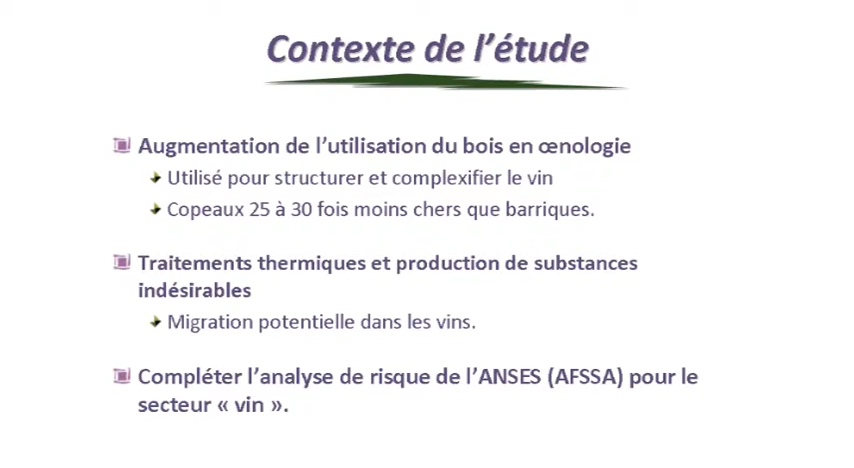 Contexte de l’étude
Augmentation de l’utilisation du bois en œnologie
Utilisé pour structurer et complexifier le vin
Copeaux 25 à 30 fois moins chers que barriques.
Traitements thermiques et production de substances
indésirables
Migration potentielle dans les vins.
Compléter l’analyse de risque de l’ANSES (AFSSA) pour le
secteur « vin ».